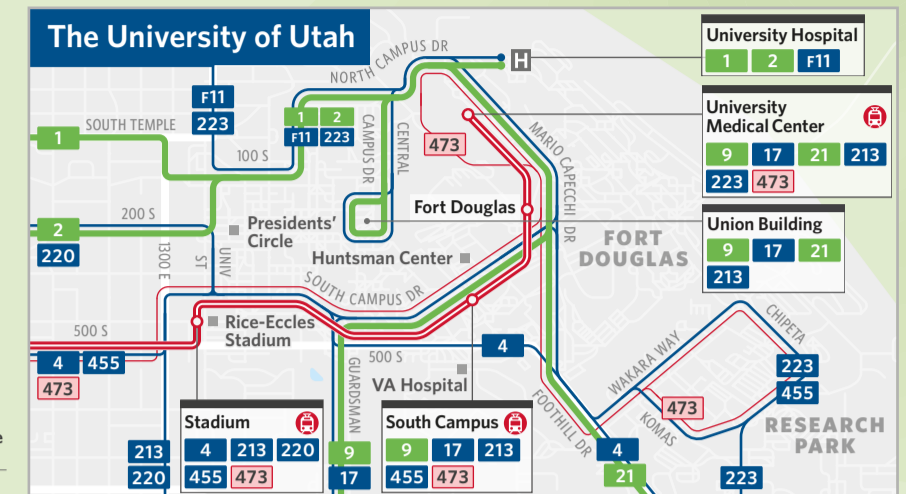 The University of Utah
NORTH CAMPUS DR
H
University Hospital
1 2 F11
F11
223
1 2
F11 223
1
SOUTH TEMPLE
100 S
CAMPUS DR
CENTRAL
473
MARIO CAPECCHI DR
University
Medical Center
9 17 21 213
223 473
2
220
200 S
1300 E
UNIV
ST
Presidents'
Circle
Fort Douglas
Huntsman Center
FORT
DOUGLAS
Union Building
9 17 21
213
SOUTH CAMPUS DR
500 S
Rice-Eccles
Stadium
4 455
473
500 S
4
VA Hospital
GUARDSMAN
FOOTHILL DR
WAKARA WAY
CHIPETA
KOMAS
473
223
455
RESEARCH
PARK
Stadium
4 213 220
455 473
South Campus
9 17 213
455 473
213
220
9
17
4
21
223
e